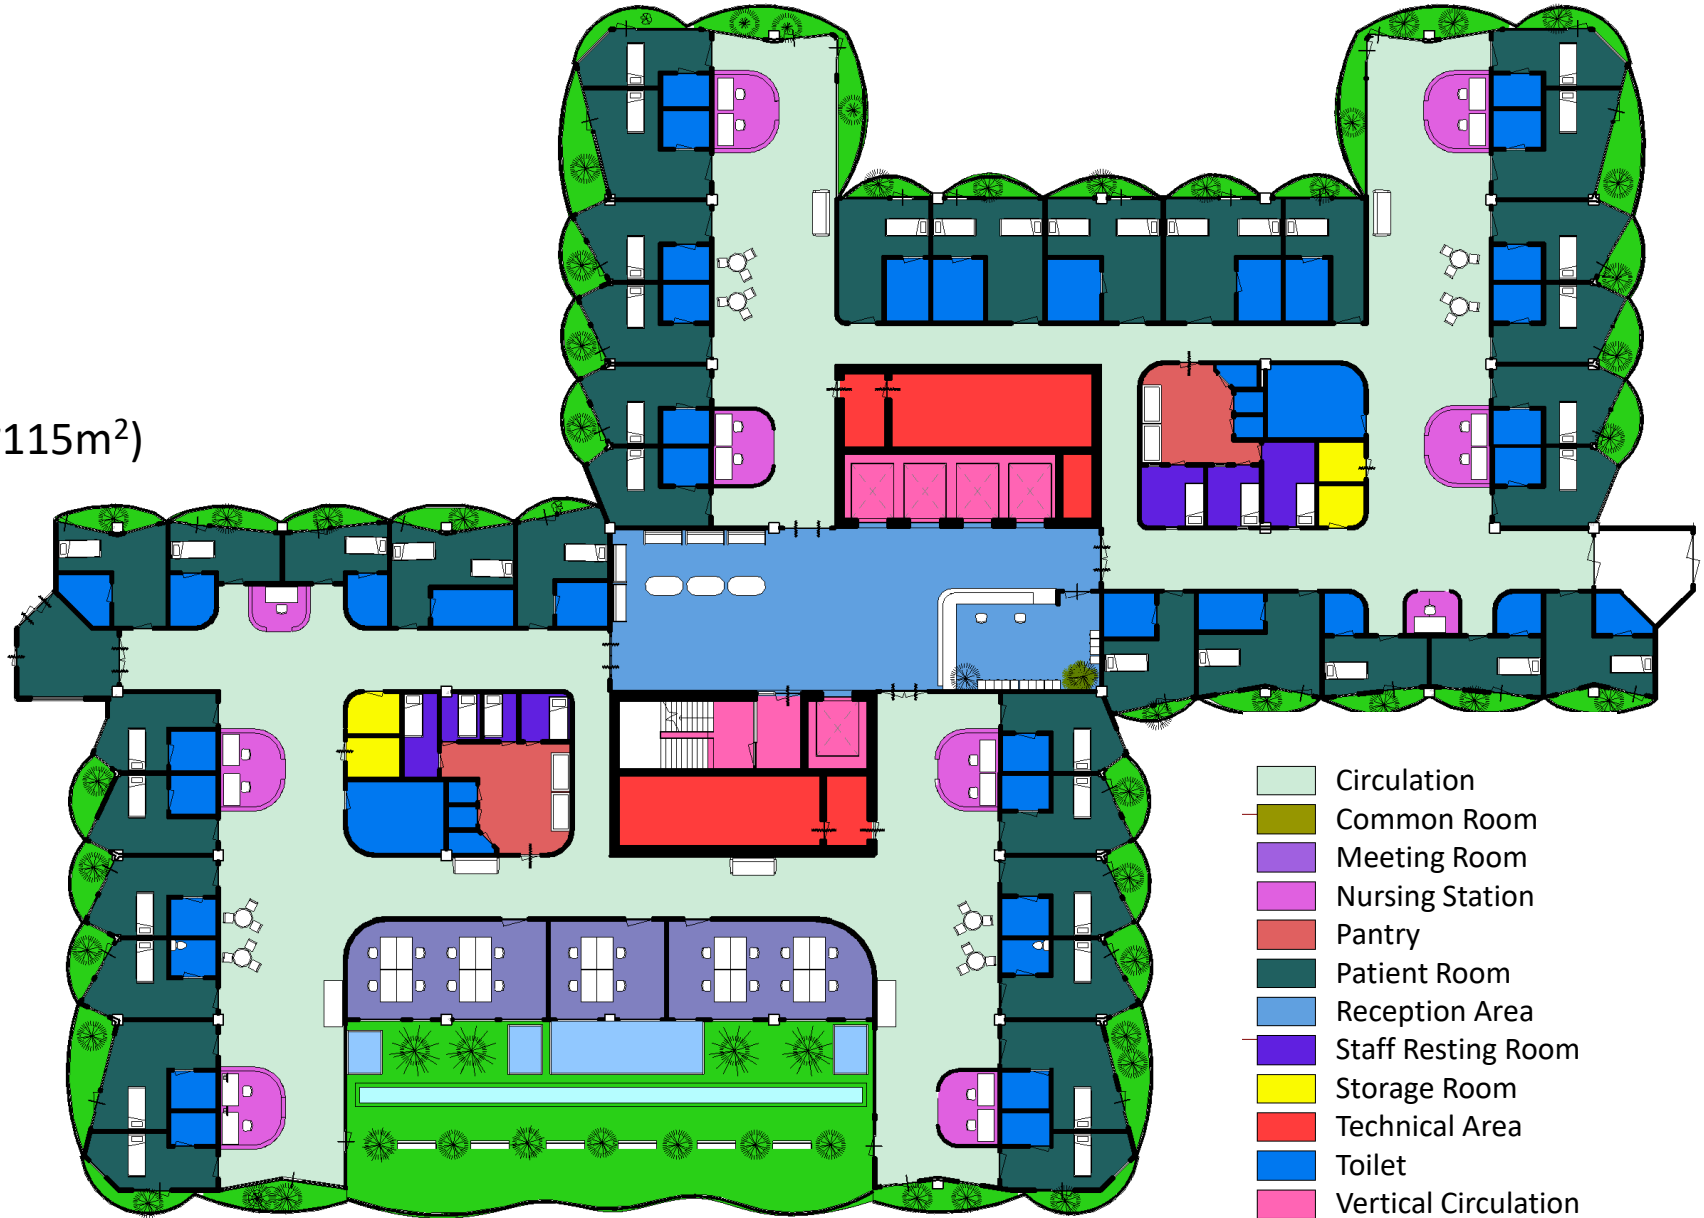 115m²)
Circulation
Common Room
Meeting Room
Nursing Station
Pantry
Patient Room
Reception Area
Staff Resting Room
Storage Room
Technical Area
Toilet
Vertical Circulation